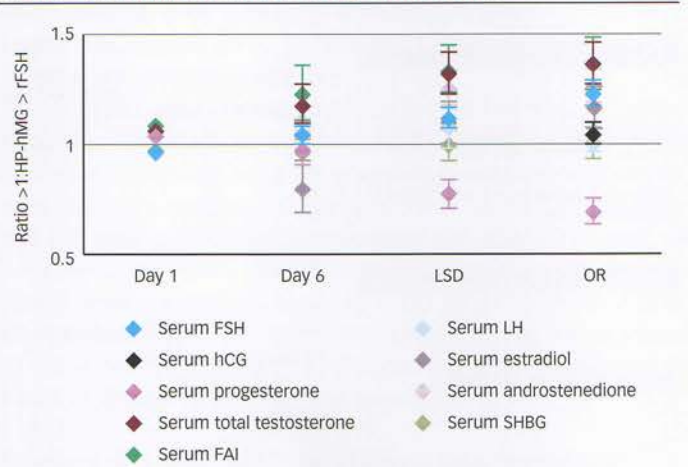 Ratio >1:HP-hMG > rFSH
1.5
1
0.5
Day 1 Day 6 LSD OR
Serum FSH Serum LH
Serum hCG Serum estradiol
Serum progesterone Serum androstenedione
Serum total testosterone Serum SHBG
Serum FAI